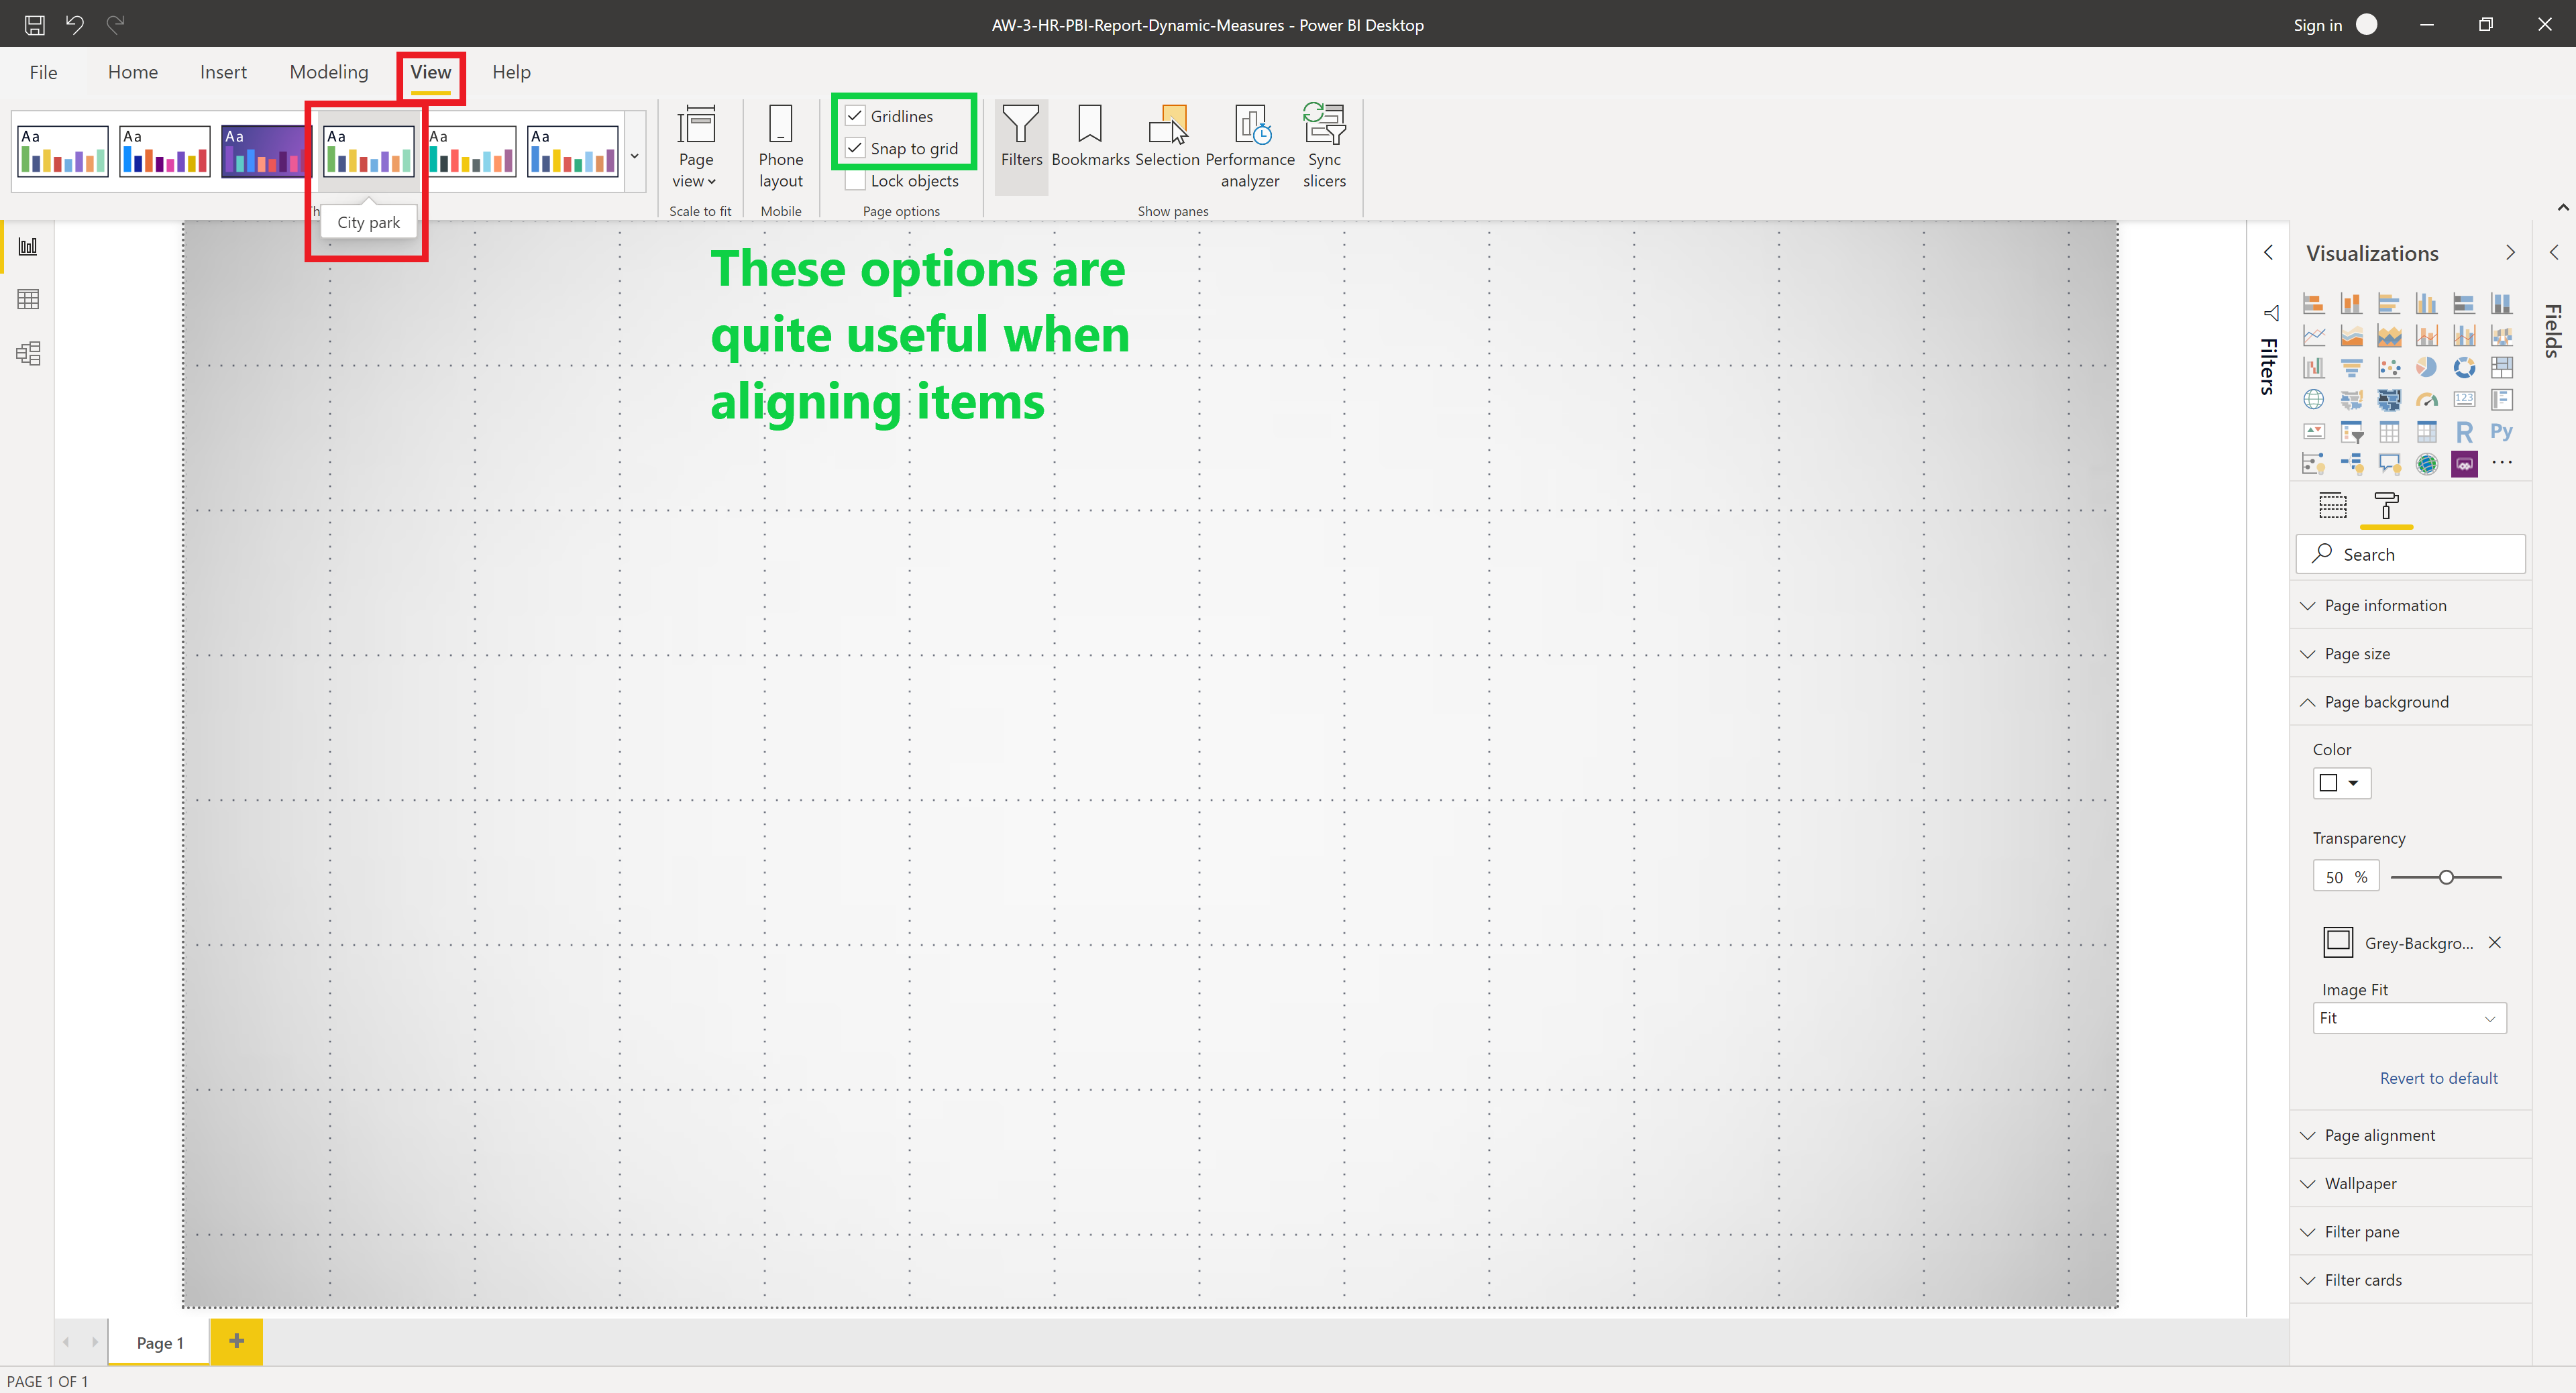 AW-3-HR-PBI-Report-Dynamic-Measures - Power BI Desktop
Sign in
File
Home
Insert
Modeling
View
Help
Aa
Aa
Aa
Aa
Aa
Aa
Page
view
Phone
layout
Gridlines
Snap to grid
Lock objects
Filters
Bookmarks
Selection
Performance
analyzer
Sync
slicers
Scale to fit
Mobile
Page options
Show panes
City park
These options are
quite useful when
aligning items
Filters
Visualizations
Fields
123
R
Py
Search
Page information
Page size
Page background
Color
Transparency
50 %
Grey-Backgro...
Image Fit
Fit
Revert to default
Page alignment
Wallpaper
Filter pane
Filter cards
Page 1
PAGE 1 OF 1